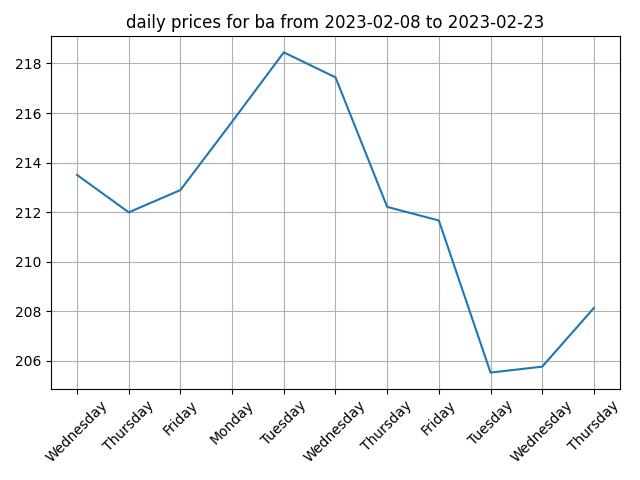 daily prices for ba from 2023-02-08 to 2023-02-23
218
216
214
212
210
208
206
Wednesday
Thursday
Friday
Monday
Tuesday
Wednesday
Thursday
Friday
Tuesday
Wednesday
Thursday